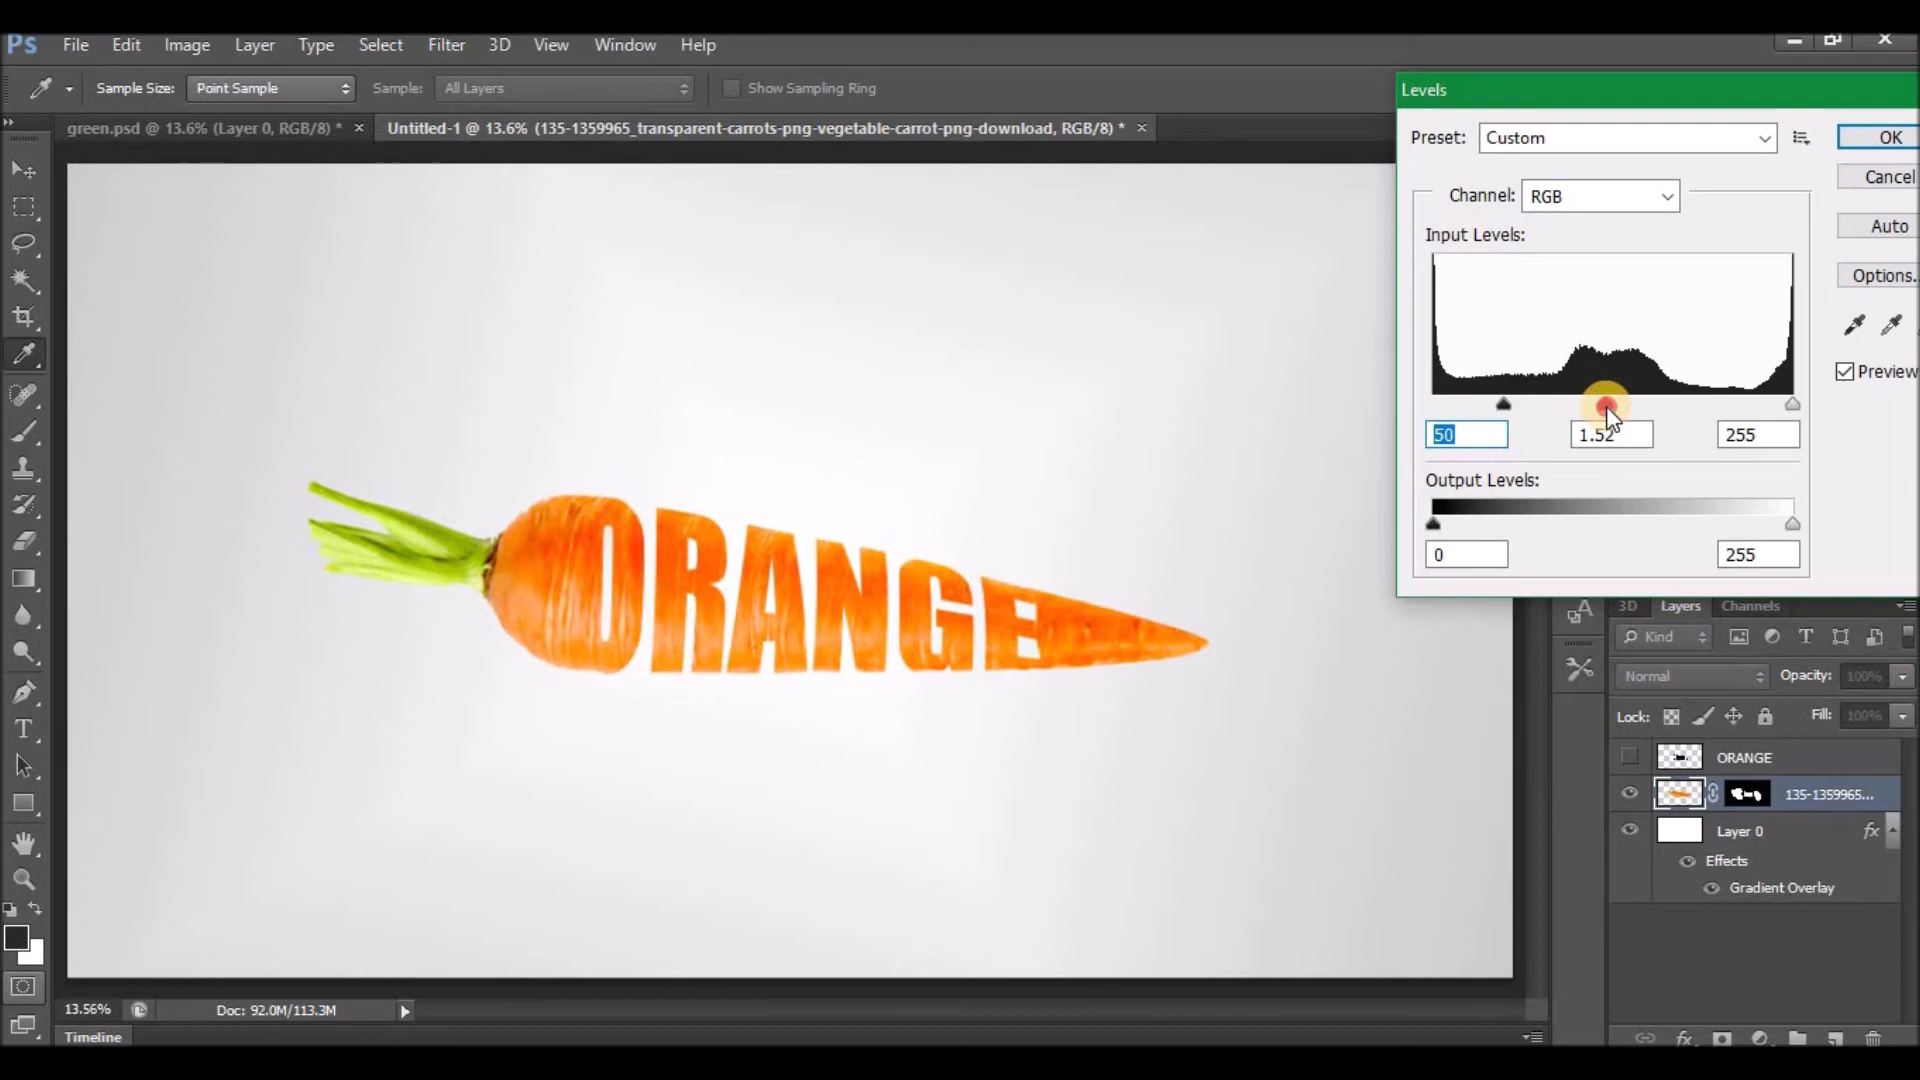 Ps File Edit Image Layer Type Select Filter 3D View Window Help
Sample Size: Point Sample Sample: All Layers Show Sampling Ring
green.psd @ 13.6% (Layer 0, RGB/8) * × Untitled-1 @ 13.6% (135-1359965_transparent-carrots-png-vegetable-carrot-png-download, RGB/8) * ×
Levels
Preset: Custom OK
Cancel
Channel: RGB
Auto
Input Levels:
Options..
Preview
50 1.52 255
Output Levels:
0 255
ORANGE
3D Layers Channels
Kind
Normal Opacity: 100%
Lock: Fill: 100%
ORANGE
135-1359965...
Layer 0 fx
Effects
Gradient Overlay
13.56% Doc: 92.0M/113.3M
Timeline
fx